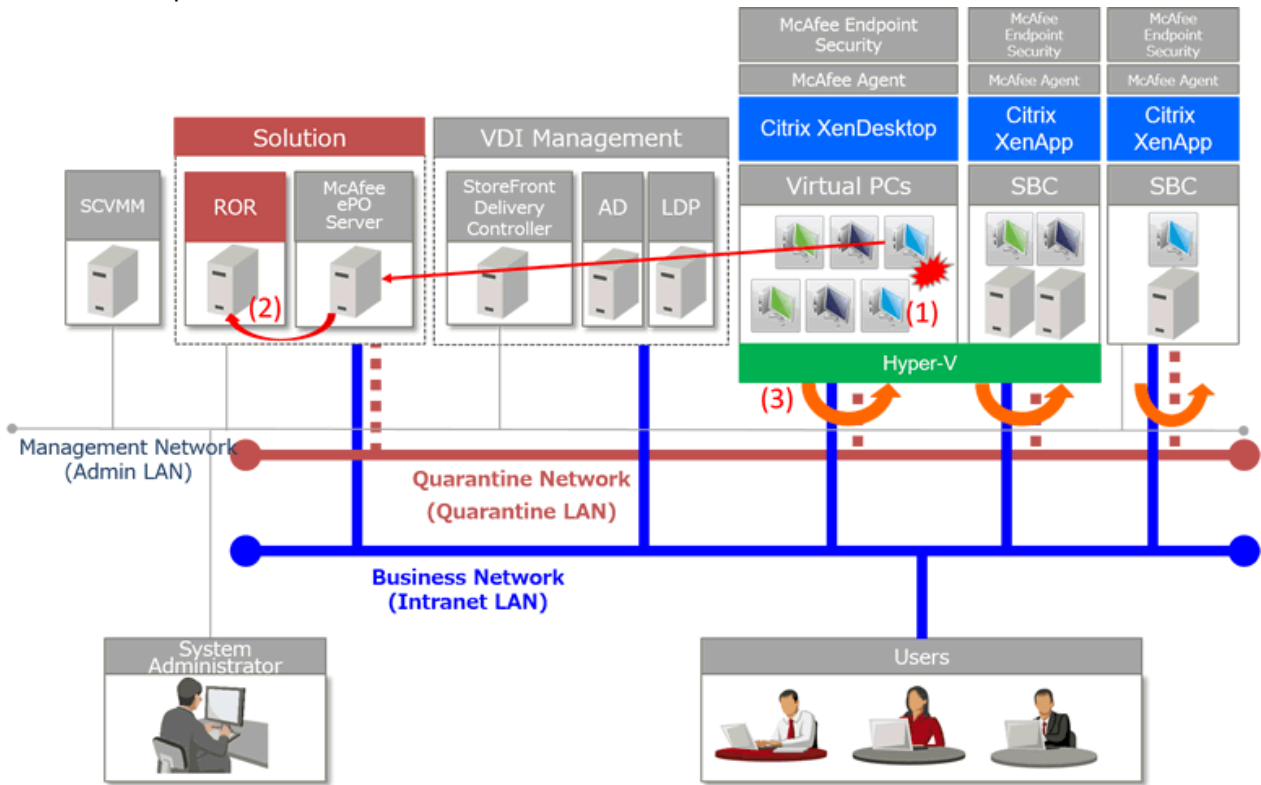 McAfee Endpoint
Security
McAfee
Endpoint
Security
McAfee
Endpoint
Security
McAfee Agent
McAfee Agent
McAfee Agent
Citrix XenDesktop
Citrix
XenApp
Citrix
XenApp
Solution
VDI Management
Virtual PCs
SBC
SBC
SCVMM
ROR
McAfee
ePO
Server
StoreFront
Delivery
Controller
AD
LDP
(2)
(1)
Hyper-V
(3)
Management Network
(Admin LAN)
Quarantine Network
(Quarantine LAN)
Business Network
(Intranet LAN)
System
Administrator
Users